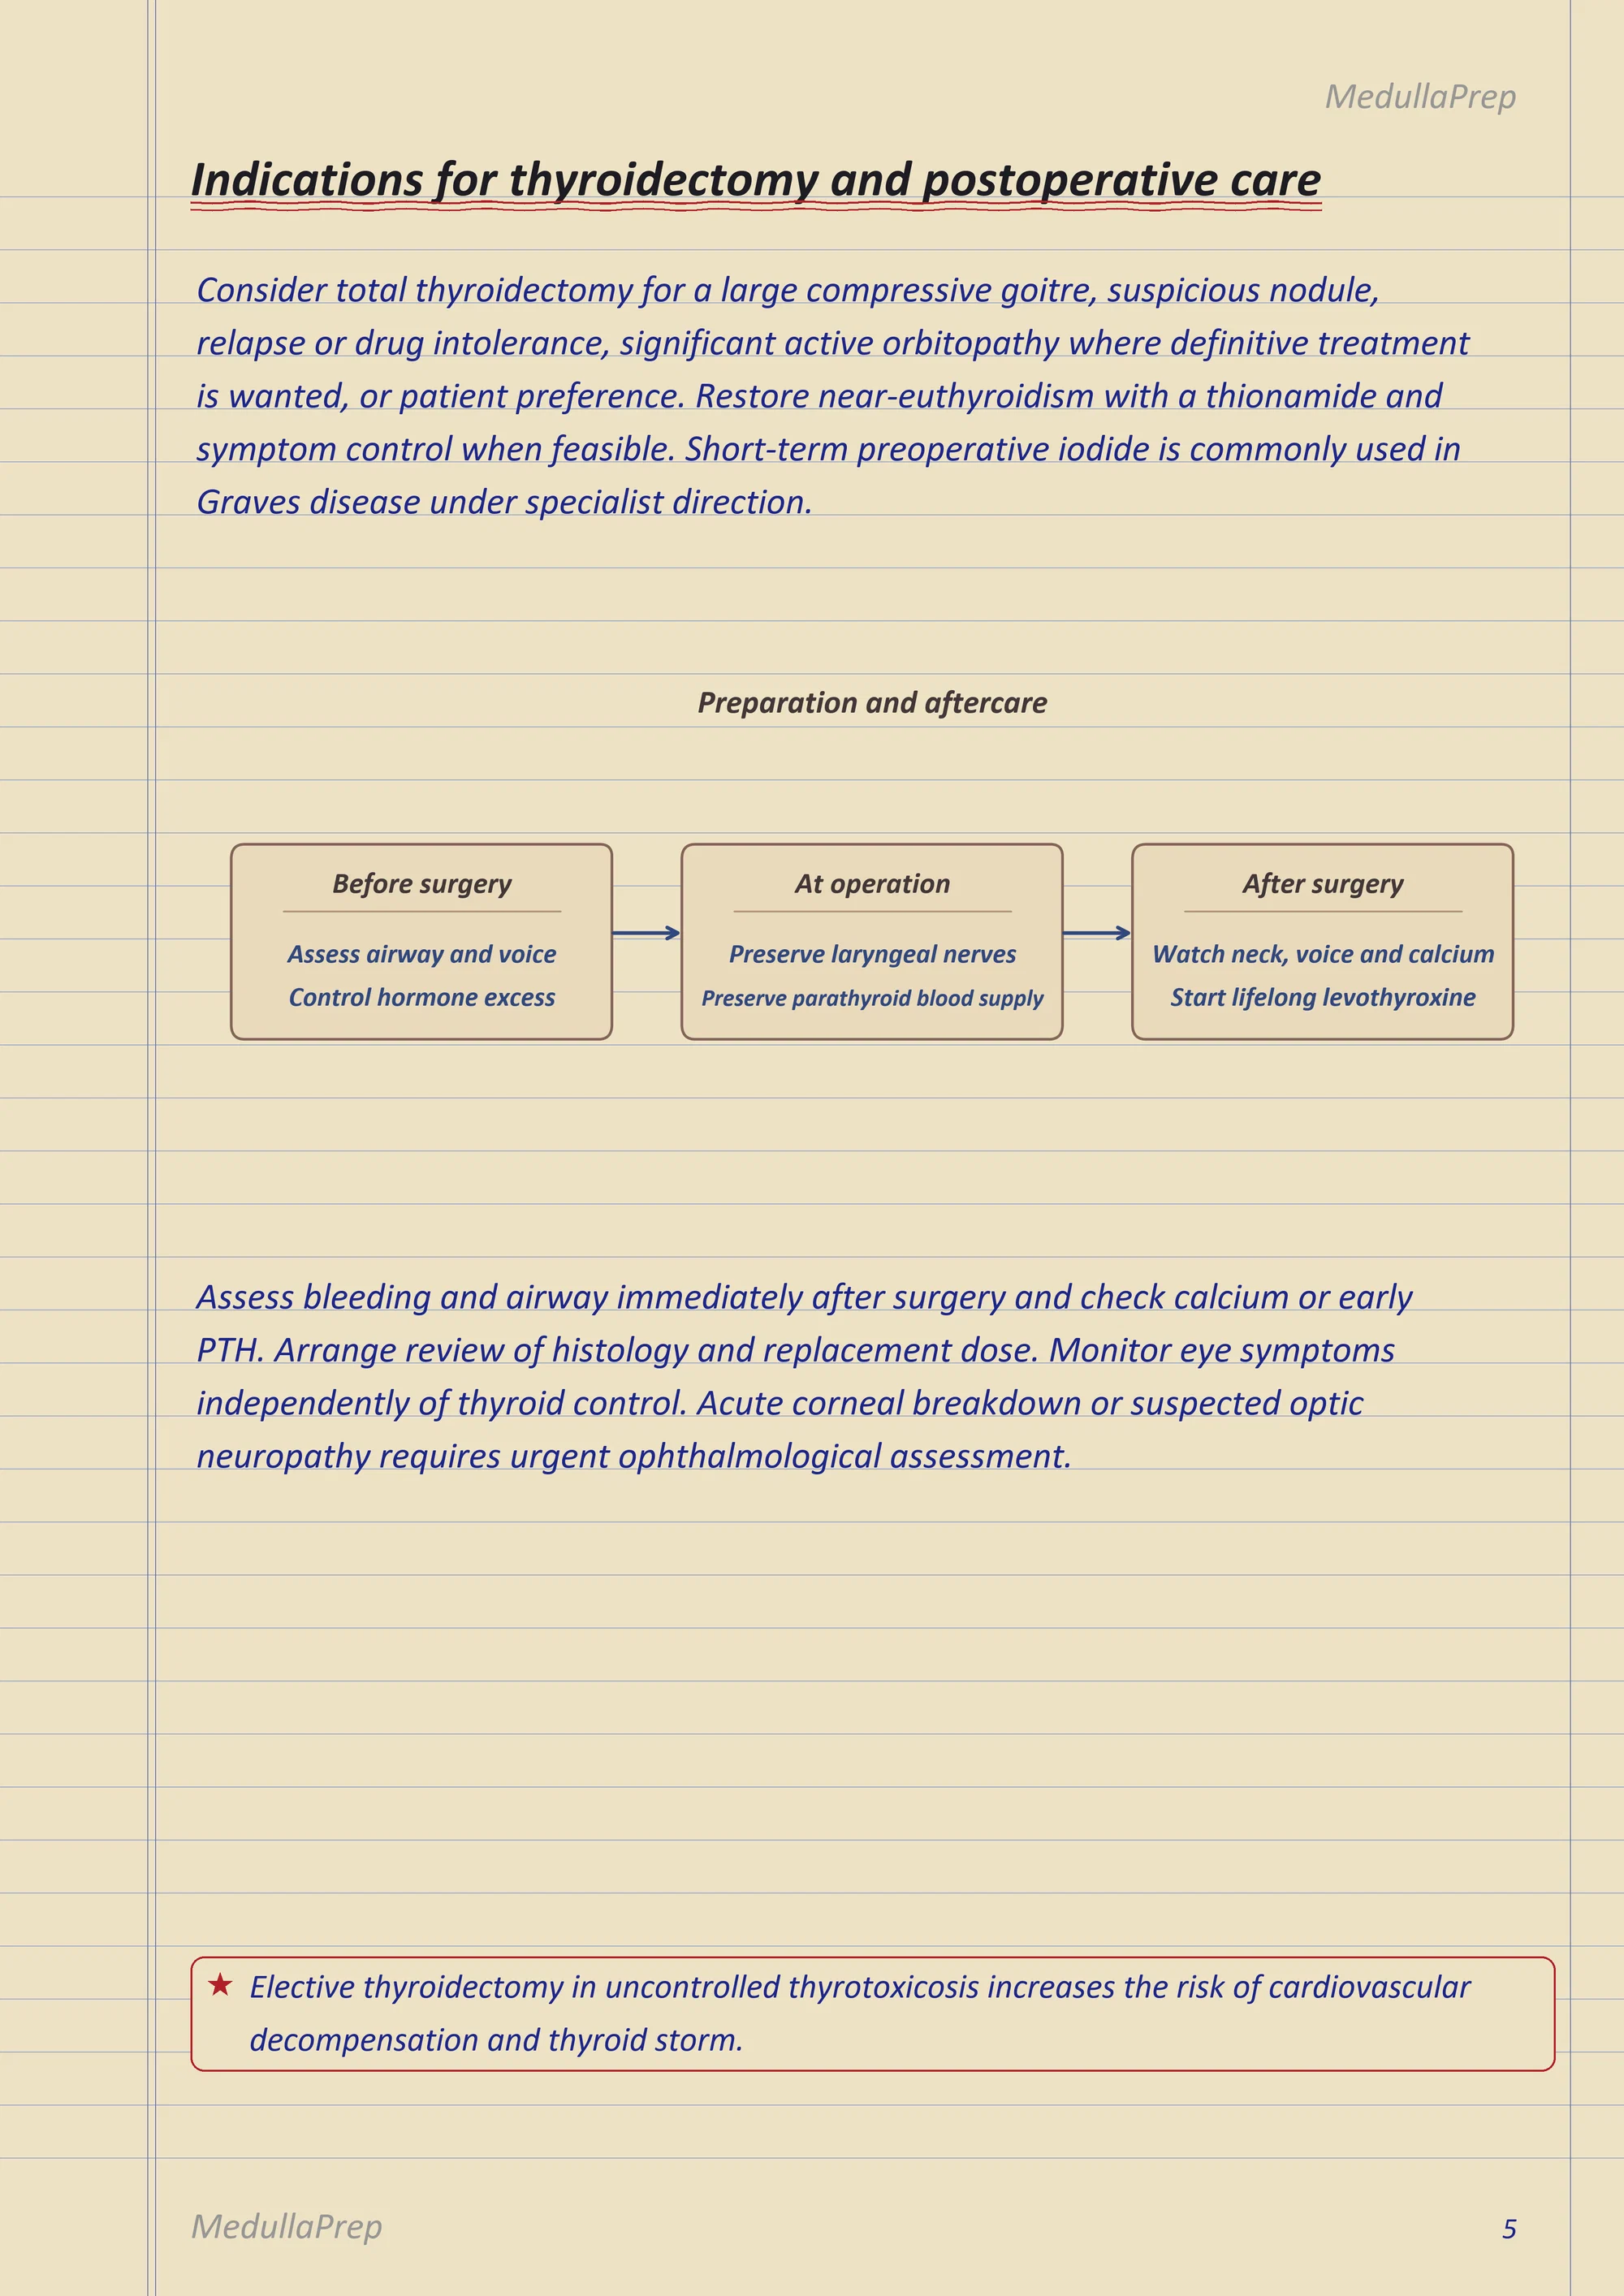 MedullaPrep
Indications for thyroidectomy and postoperative care
Consider total thyroidectomy for a large compressive goitre, suspicious nodule,
relapse or drug intolerance, significant active orbitopathy where definitive treatment
is wanted, or patient preference. Restore near-euthyroidism with a thionamide and
symptom control when feasible. Short-term preoperative iodide is commonly used in
Graves disease under specialist direction.
Preparation and aftercare
Before surgery
Assess airway and voice
Control hormone excess
At operation
Preserve laryngeal nerves
Preserve parathyroid blood supply
After surgery
Watch neck, voice and calcium
Start lifelong levothyroxine
Assess bleeding and airway immediately after surgery and check calcium or early
PTH. Arrange review of histology and replacement dose. Monitor eye symptoms
independently of thyroid control. Acute corneal breakdown or suspected optic
neuropathy requires urgent ophthalmological assessment.
★ Elective thyroidectomy in uncontrolled thyrotoxicosis increases the risk of cardiovascular
decompensation and thyroid storm.
MedullaPrep
5